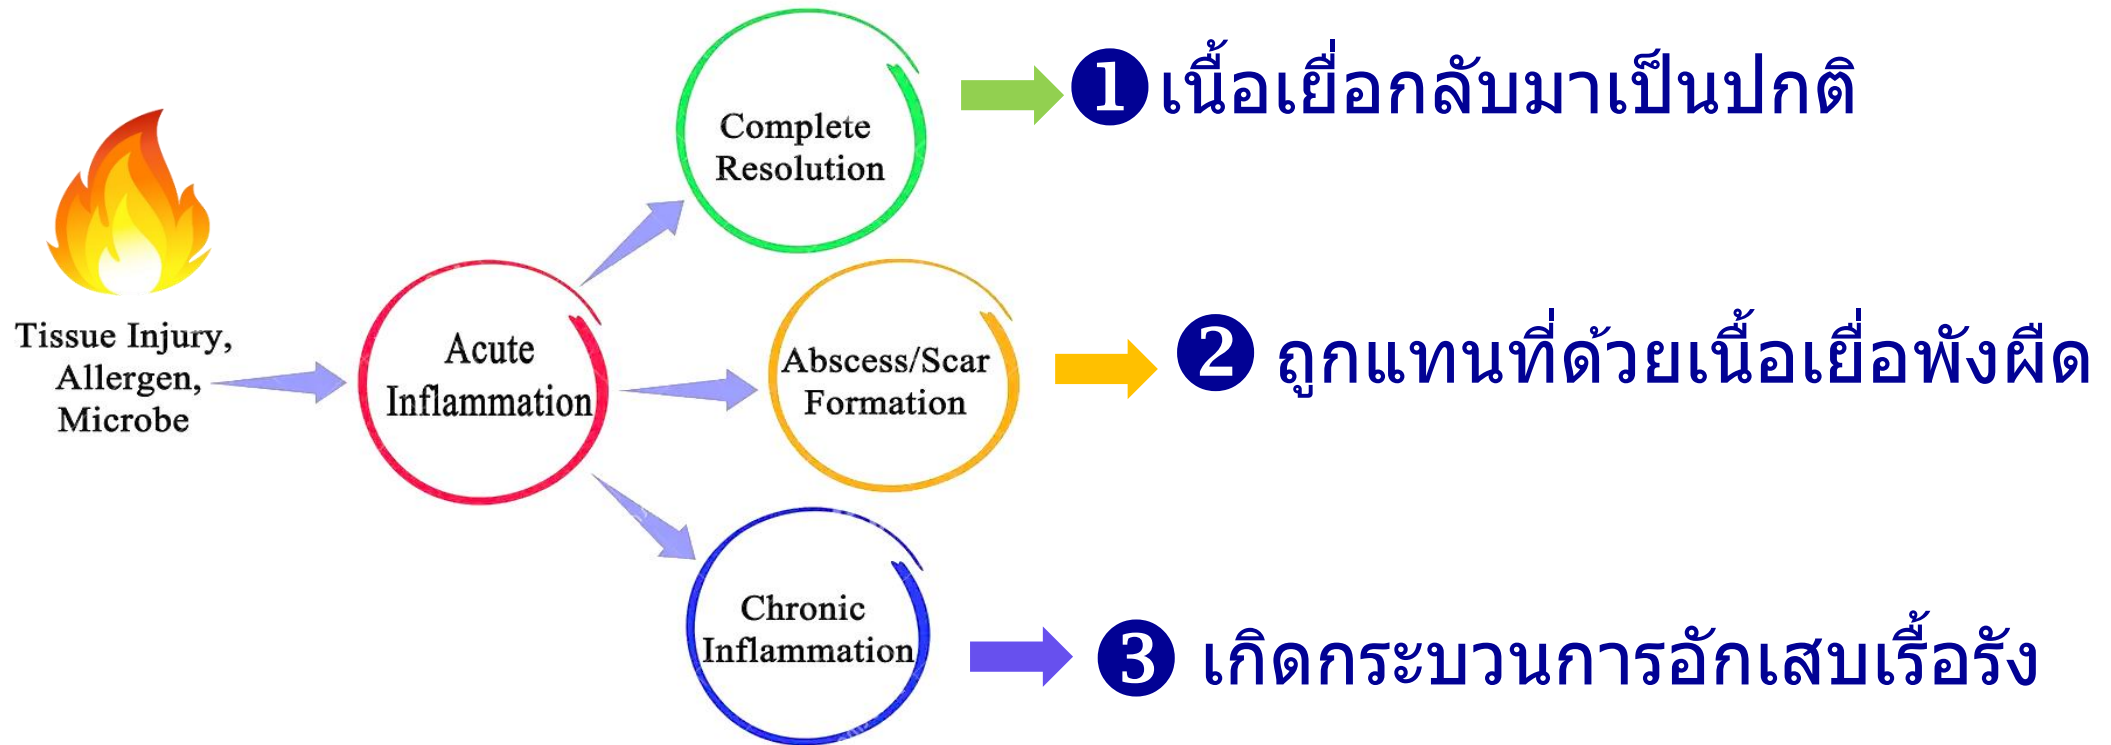 Tissue Injury,
Allergen,
Microbe
Acute
Inflammation
Complete
Resolution
❶ เนื้อเยื่อกลับมาเป็นปกติ
Abscess/Scar
Formation
❷ ถูกแทนที่ด้วยเนื้อเยื่อพังผืด
Chronic
Inflammation
❸ เกิดกระบวนการอักเสบเรื้อรัง